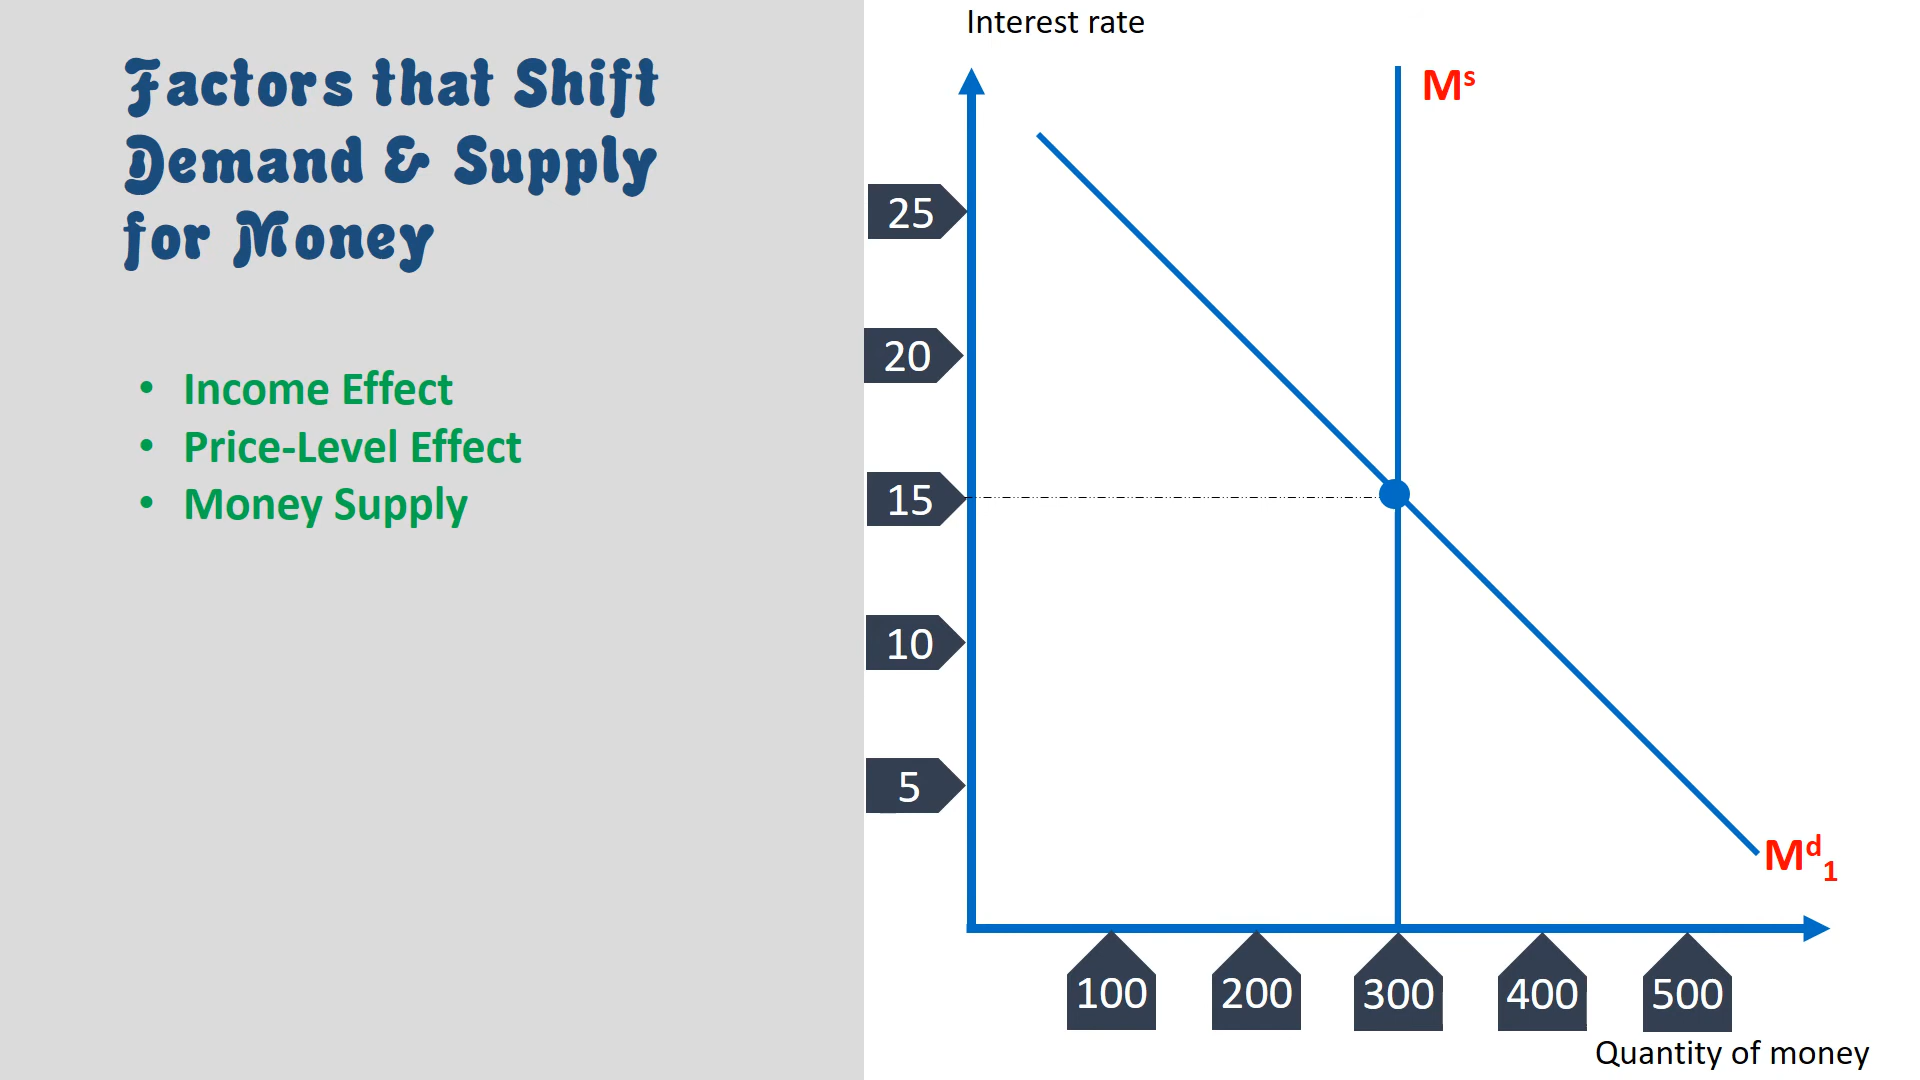 Factors that Shift
Demand & Supply
for Money
• Income Effect
• Price-Level Effect
• Money Supply
Interest rate
Mˢ
25
20
15
10
5
Mᵈ₁
100 200 300 400 500
Quantity of money